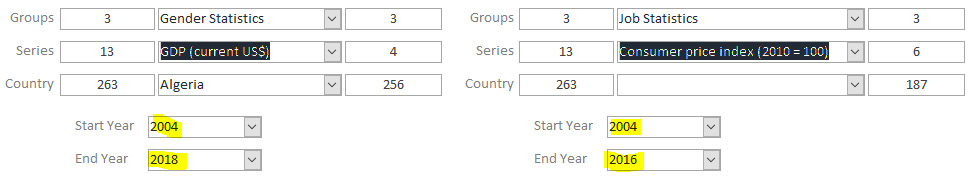 Groups 3 Gender Statistics 3
Series 13 GDP (current US$) 4
Country 263 Algeria 256
Start Year 2004
End Year 2018
Groups 3 Job Statistics 3
Series 13 Consumer price index (2010 = 100) 6
Country 263 187
Start Year 2004
End Year 2016